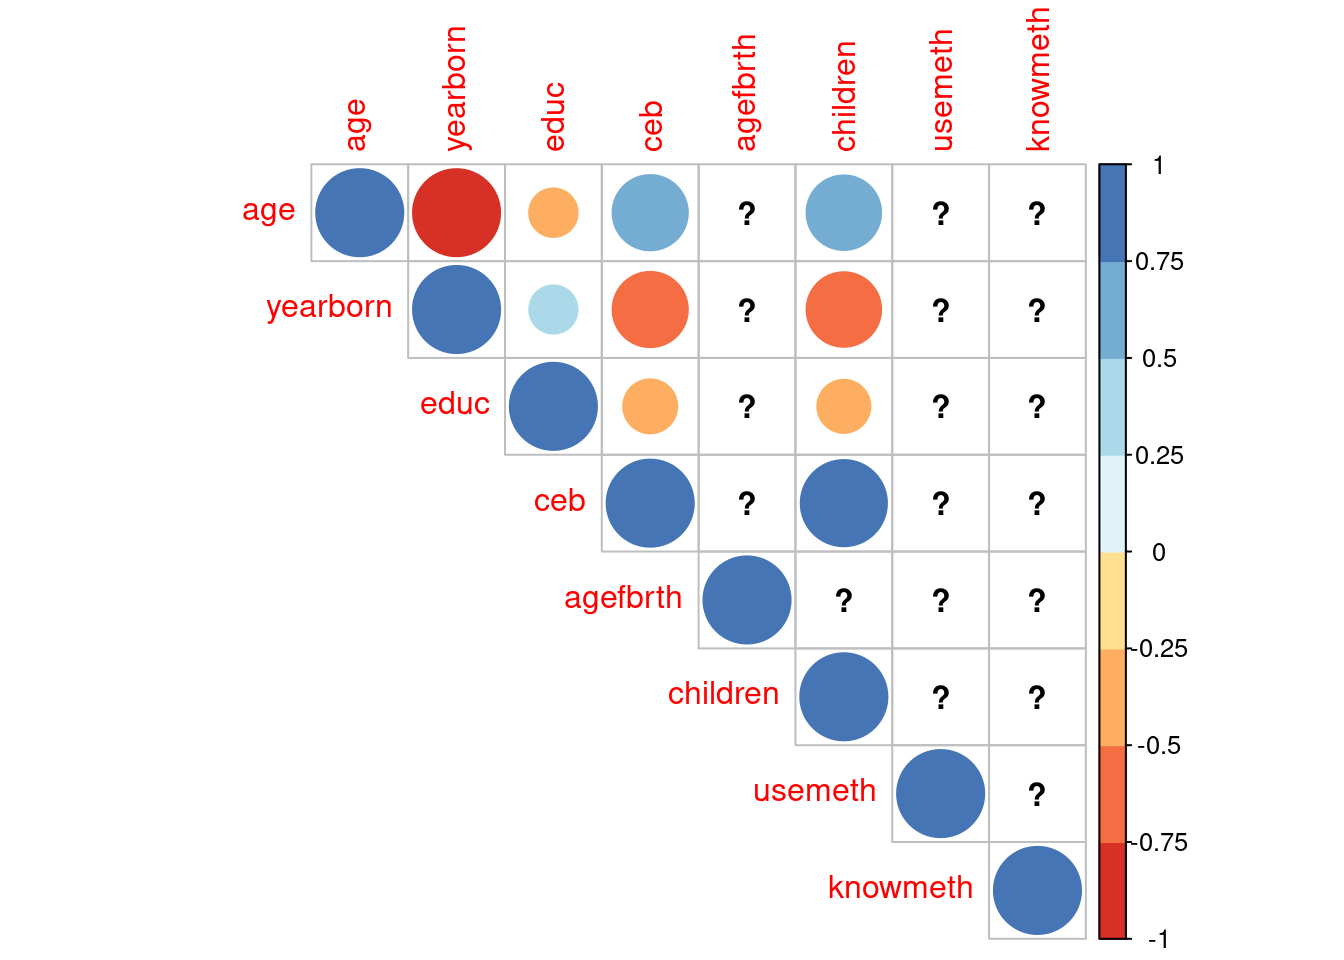 age yearborn educ ceb agefbrth children usemeth knowmeth
age ? ? ? 1
yearborn ? ? ? 0.75
educ ? ? ? 0.5
ceb ? ? ? 0.25
agefbrth ? ? ? 0
children ? ? -0.25
usemeth ? -0.5
knowmeth -0.75
-1